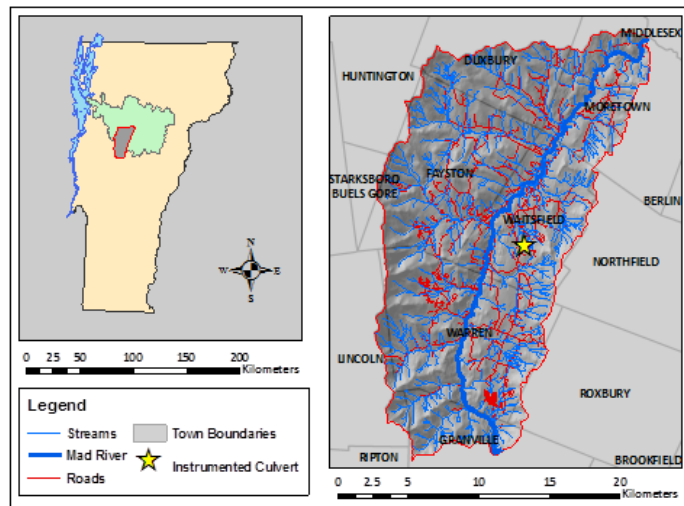 N
W E
S
0 25 50 100 150 200
Kilometers
Legend
Streams
Mad River
Roads
Town Boundaries
Instrumented Culvert
MIDDLESEX
DUXBURY
HUNTINGTON
MORETOWN
FAYSTON
STARKSBORO
BUELS GORE
BERLIN
WAITSFIELD
NORTHFIELD
WARREN
LINCOLN
ROXBURY
GRANVILLE
RIPTON
BROOKFIELD
0 2.5 5 10 15 20
Kilometers